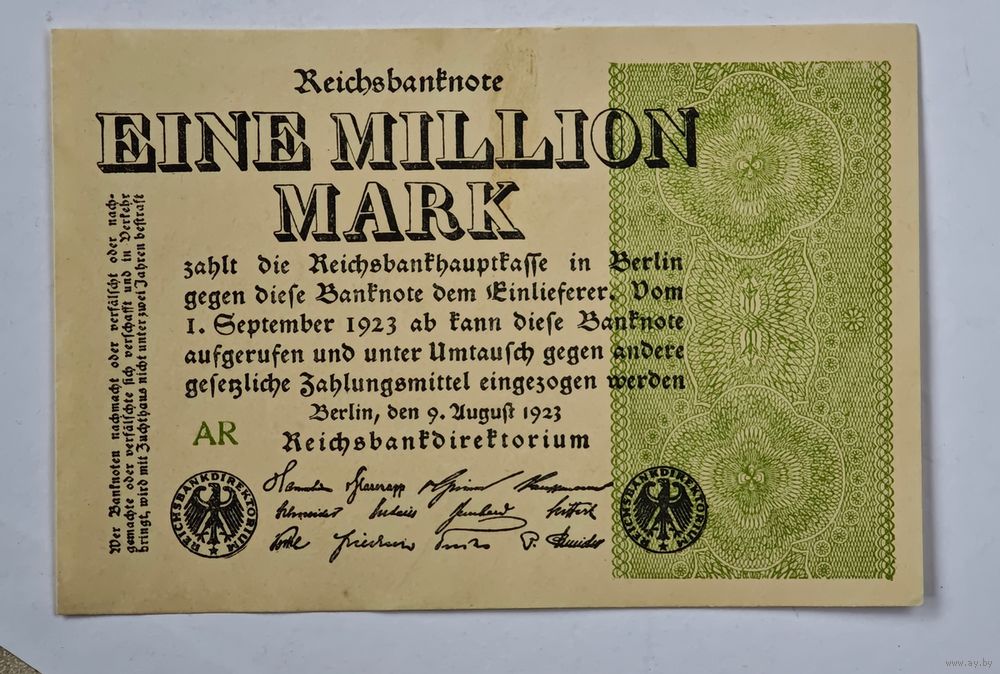 Reichsbanknote
EINE MILLION
MARK
zahlt die Reichsbankhauptkasse in Berlin
gegen diese Banknote dem Einlieferer. Vom
1. September 1923 ab kann diese Banknote
aufgerufen und unter Umtausch gegen andere
gesetzliche Zahlungsmittel eingezogen werden
Berlin, den 9. August 1923
Reichsbankdirektorium
AR
Wer Banknoten nachmacht oder verfälscht oder nach-
gemachte oder verfälschte sich verschafft und in Verkehr
bringt, wird mit Zuchthaus nicht unter zwei Jahren bestraft
REICHSBANKDIREKTORIUM
REICHSBANKDIREKTORIUM
www.ay.by